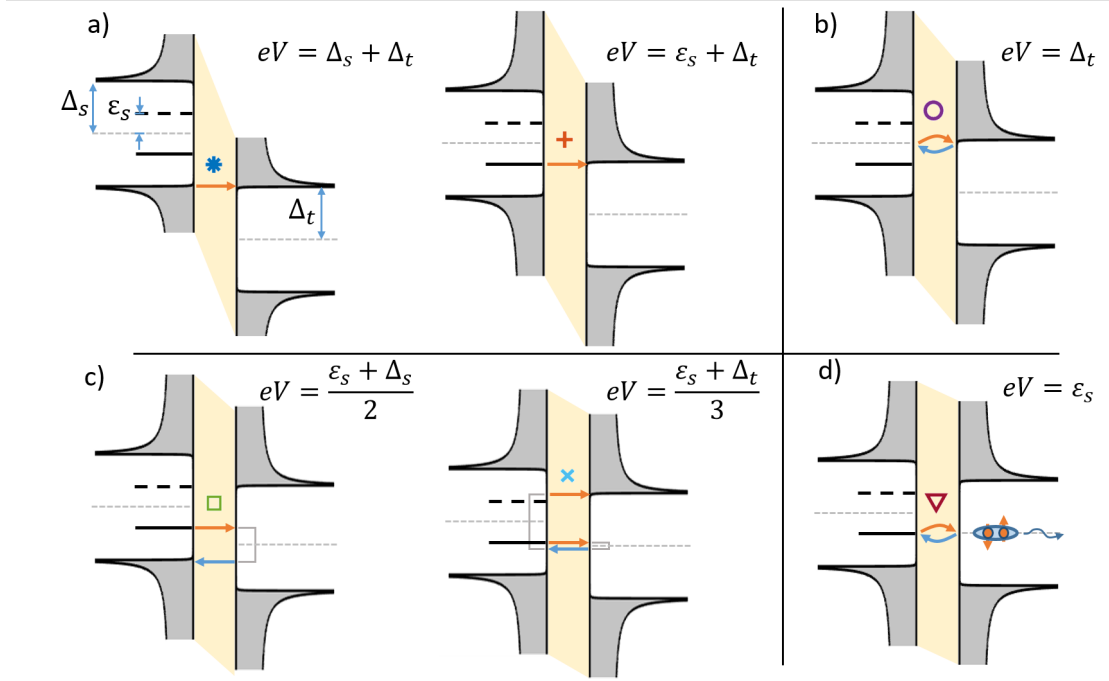 a)
eV = Δₛ + Δₜ
Δₛ
εₛ
Δₜ
eV = εₛ + Δₜ
b)
eV = Δₜ
c)
eV = (εₛ + Δₛ)/2
eV = (εₛ + Δₜ)/3
d)
eV = εₛ